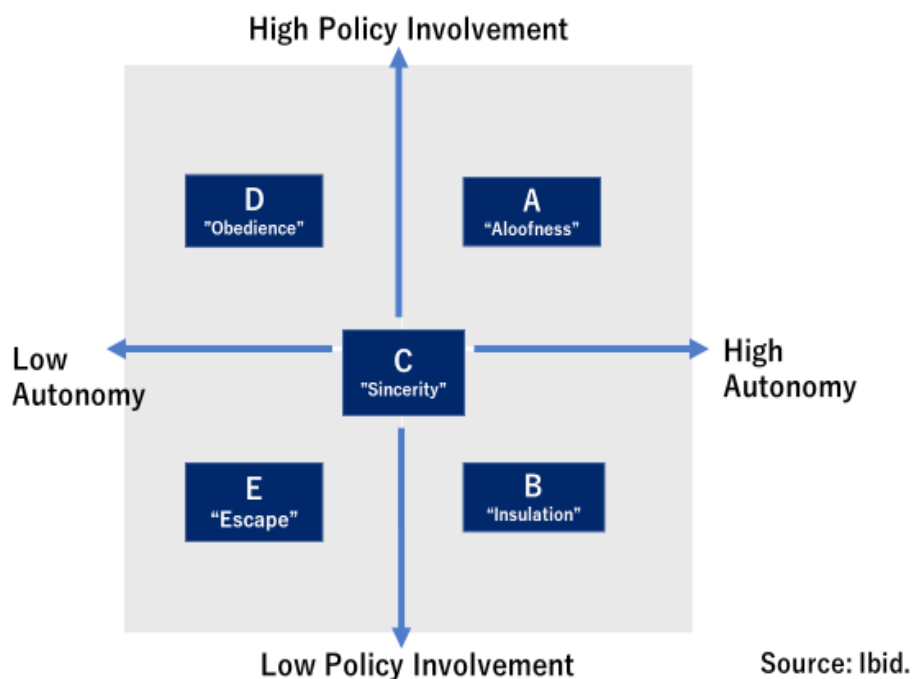 High Policy Involvement
D
"Obedience"
A
“Aloofness”
Low
Autonomy
C
"Sincerity"
High
Autonomy
E
“Escape”
B
“Insulation”
Low Policy Involvement
Source: Ibid.